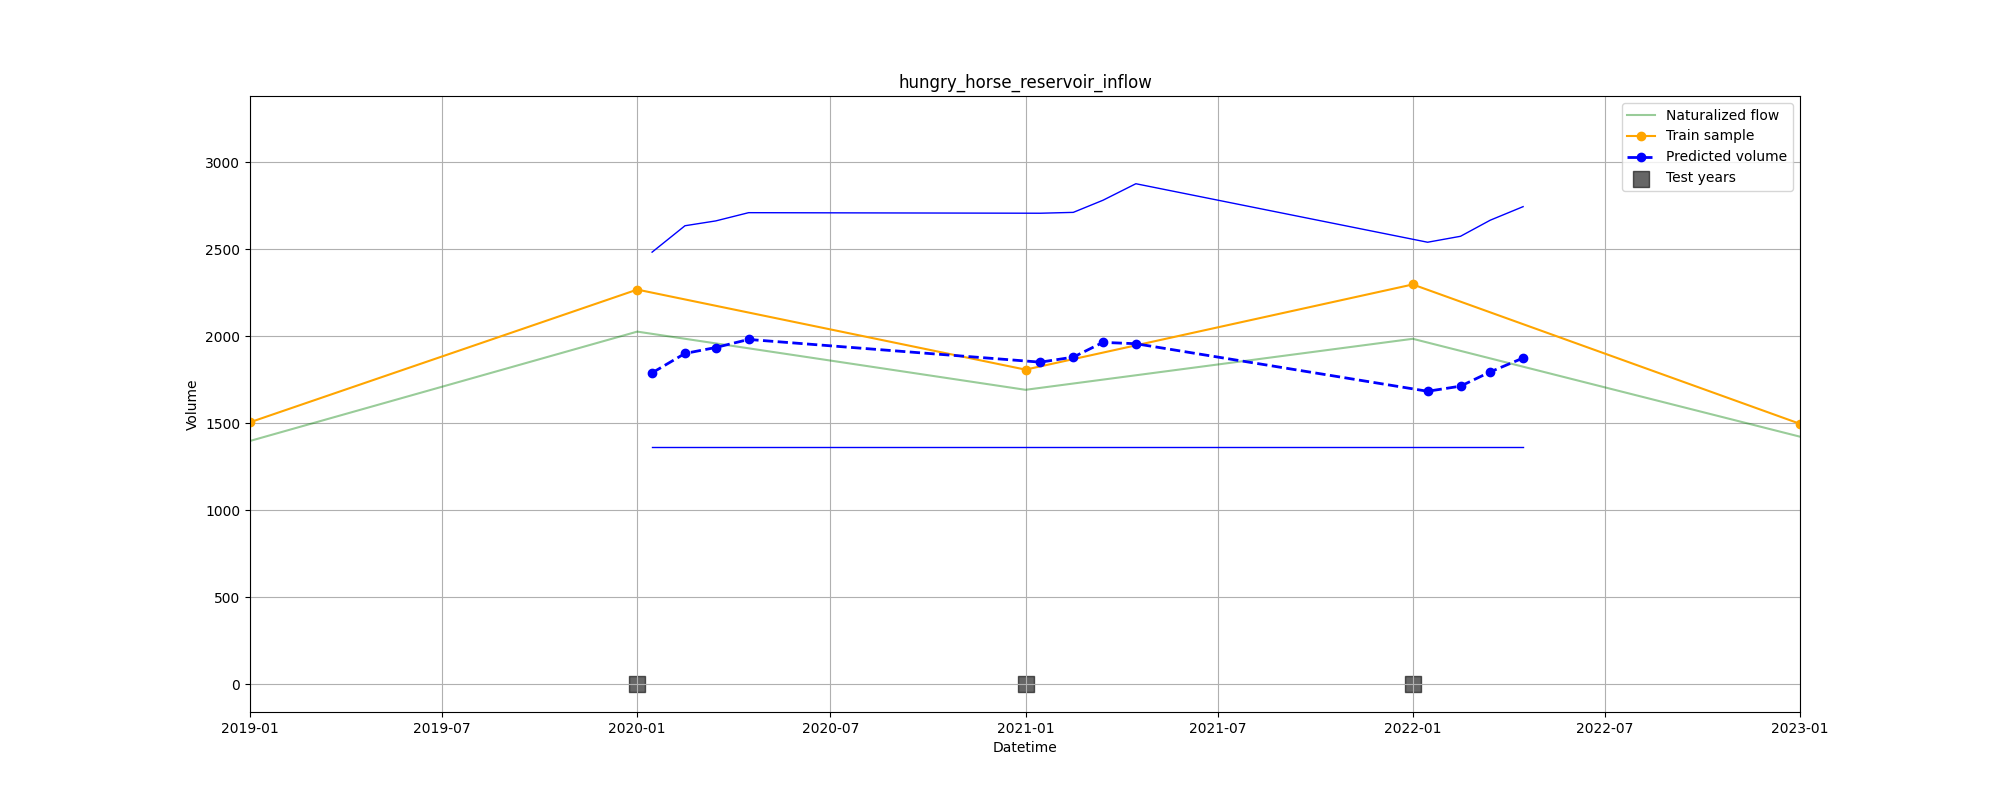 hungry_horse_reservoir_inflow
Naturalized flow
Train sample
Predicted volume
Test years
Volume
3000
2500
2000
1500
1000
500
0
2019-01 2019-07 2020-01 2020-07 2021-01 2021-07 2022-01 2022-07 2023-01
Datetime